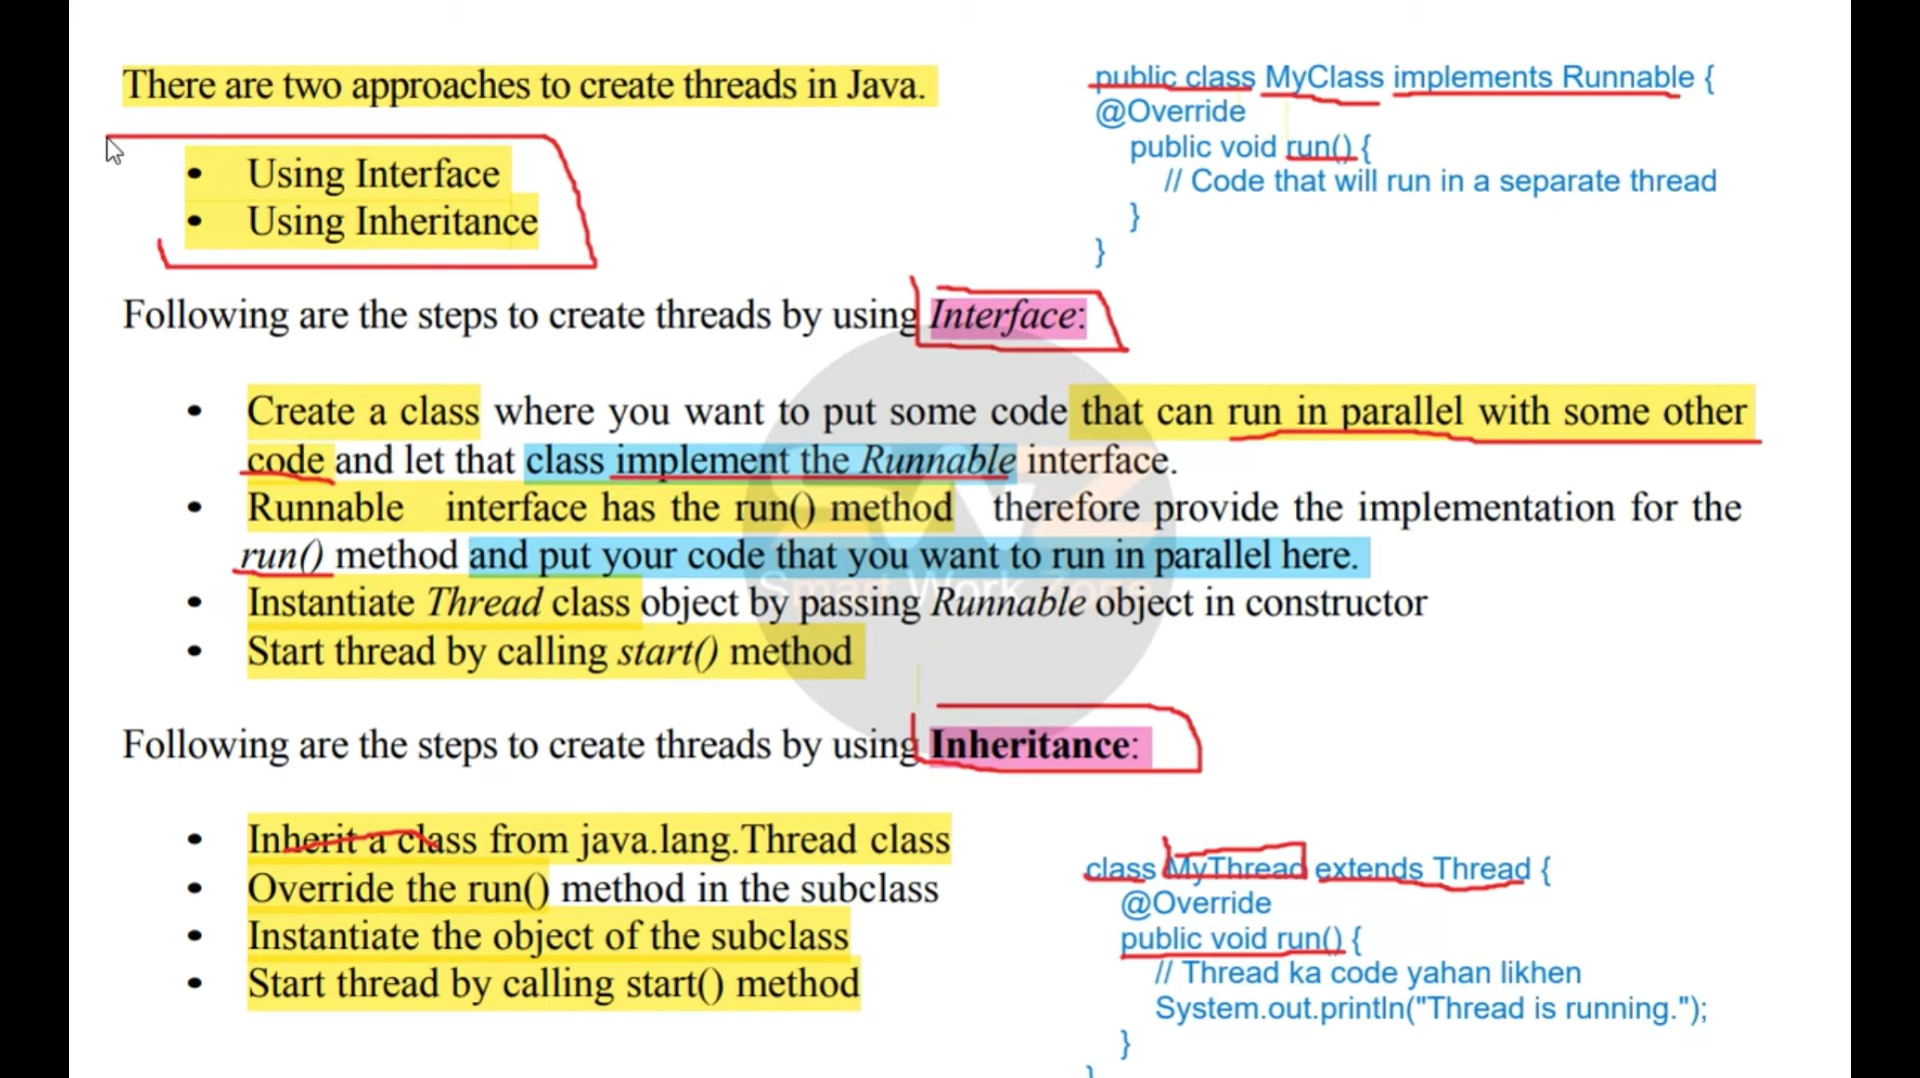 There are two approaches to create threads in Java.
• Using Interface
• Using Inheritance
public class MyClass implements Runnable {
@Override
public void run() {
// Code that will run in a separate thread
}
}
Following are the steps to create threads by using Interface:
• Create a class where you want to put some code that can run in parallel with some other
code and let that class implement the Runnable interface.
• Runnable interface has the run() method therefore provide the implementation for the
run() method and put your code that you want to run in parallel here.
• Instantiate Thread class object by passing Runnable object in constructor
• Start thread by calling start() method
Smart Work Zone
Following are the steps to create threads by using Inheritance:
• Inherit a class from java.lang.Thread class
• Override the run() method in the subclass
• Instantiate the object of the subclass
• Start thread by calling start() method
class MyThread extends Thread {
@Override
public void run() {
// Thread ka code yahan likhen
System.out.println("Thread is running.");
}
}